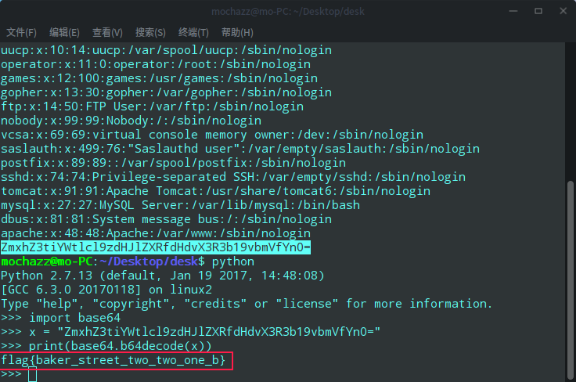 mochazz@mo-PC:~/Desktop/desk
文件(F) 编辑(E) 查看(V) 搜索(S) 终端(T) 帮助(H)
uucp:x:10:14:uucp:/var/spool/uucp:/sbin/nologin
operator:x:11:0:operator:/root:/sbin/nologin
games:x:12:100:games:/usr/games:/sbin/nologin
gopher:x:13:30:gopher:/var/gopher:/sbin/nologin
ftp:x:14:50:FTP User:/var/ftp:/sbin/nologin
nobody:x:99:99:Nobody:/:/sbin/nologin
vcsa:x:69:69:virtual console memory owner:/dev:/sbin/nologin
saslauth:x:499:76:"Saslauthd user":/var/empty/saslauth:/sbin/nologin
postfix:x:89:89::/var/spool/postfix:/sbin/nologin
sshd:x:74:74:Privilege-separated SSH:/var/empty/sshd:/sbin/nologin
tomcat:x:91:91:Apache Tomcat:/usr/share/tomcat6:/sbin/nologin
mysql:x:27:27:MySQL Server:/var/lib/mysql:/bin/bash
dbus:x:81:81:System message bus:/:/sbin/nologin
apache:x:48:48:Apache:/var/www:/sbin/nologin
ZmxhZ3tiYWtlcl9zdHJlZXRfdHdvX3R3b19vbmVfYn0=
mochazz@mo-PC:~/Desktop/desk$ python
Python 2.7.13 (default, Jan 19 2017, 14:48:08)
[GCC 6.3.0 20170118] on linux2
Type "help", "copyright", "credits" or "license" for more information.
>>> import base64
>>> x = "ZmxhZ3tiYWtlcl9zdHJlZXRfdHdvX3R3b19vbmVfYn0="
>>> print(base64.b64decode(x))
flag{baker_street_two_two_one_b}
>>>